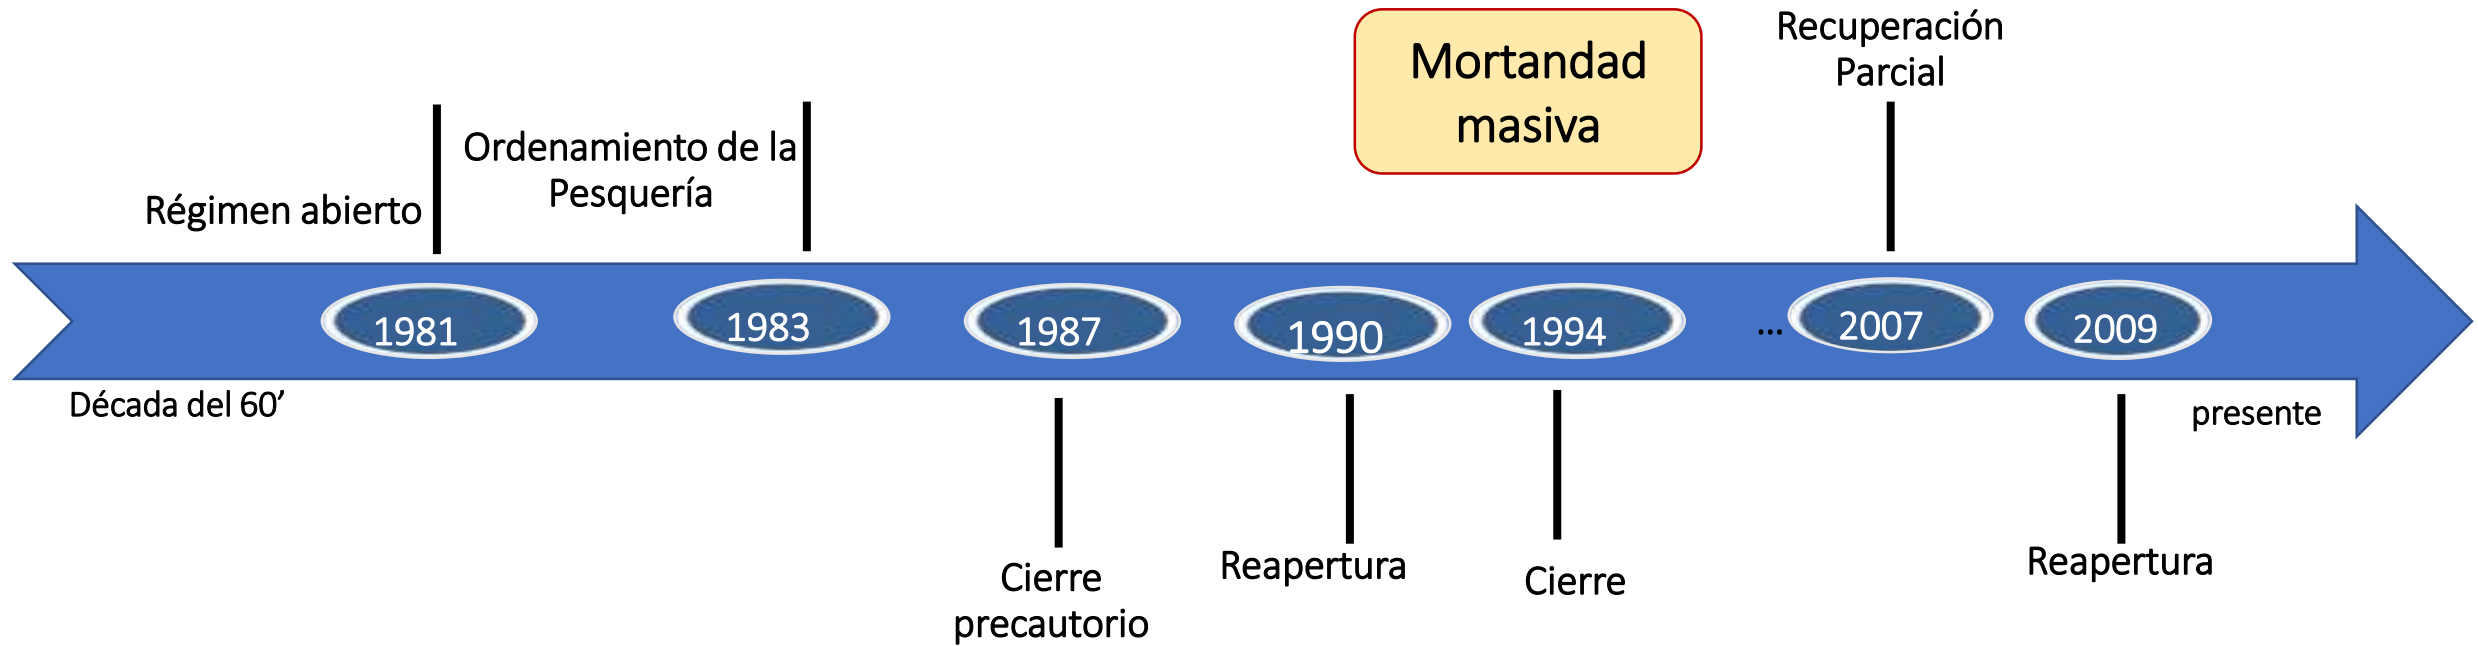 Mortandad
masiva
Recuperación
Parcial
Ordenamiento de la
Pesquería
Régimen abierto
1981
1983
1987
1990
1994
...
2007
2009
Década del 60’
presente
Cierre
precautorio
Reapertura
Cierre
Reapertura